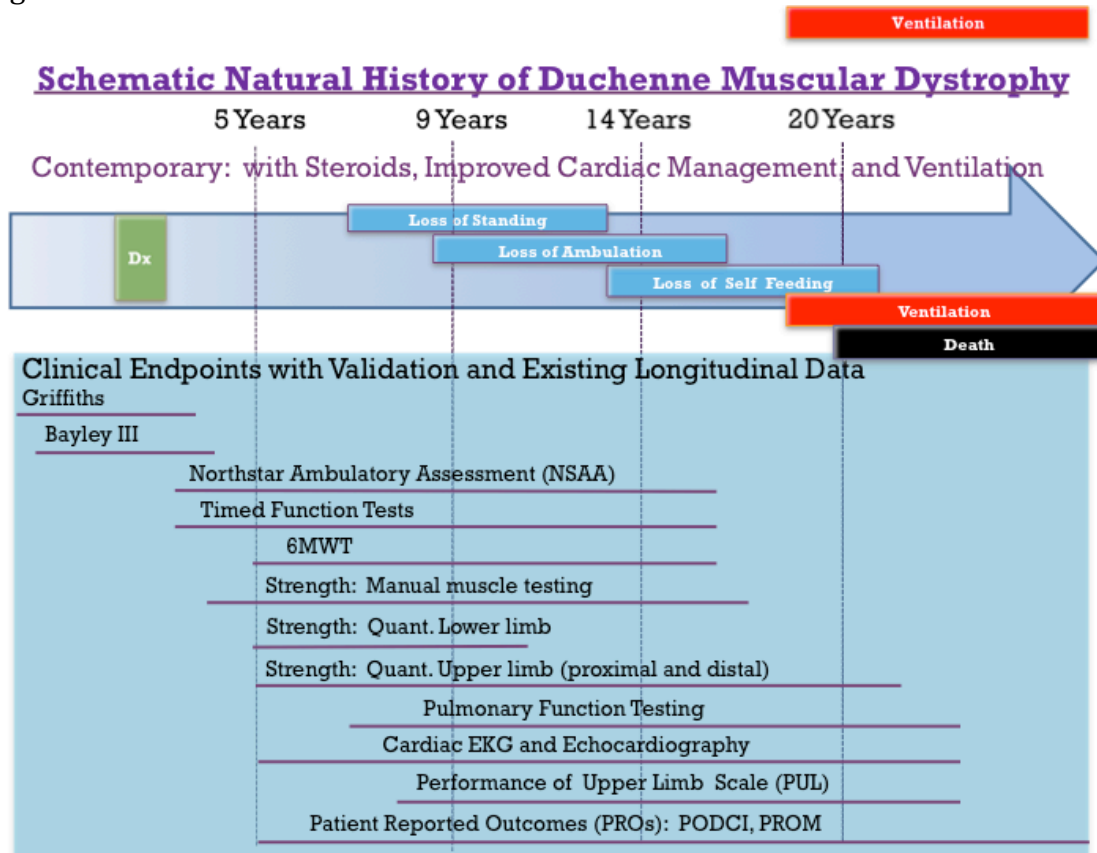 Ventilation
Schematic Natural History of Duchenne Muscular Dystrophy
5 Years 9 Years 14 Years 20 Years
Contemporary: with Steroids, Improved Cardiac Management, and Ventilation
Loss of Standing
Dx
Loss of Ambulation
Loss of Self Feeding
Ventilation
Death
Clinical Endpoints with Validation and Existing Longitudinal Data
Griffiths
Bayley III
Northstar Ambulatory Assessment (NSAA)
Timed Function Tests
6MWT
Strength: Manual muscle testing
Strength: Quant. Lower limb
Strength: Quant. Upper limb (proximal and distal)
Pulmonary Function Testing
Cardiac EKG and Echocardiography
Performance of Upper Limb Scale (PUL)
Patient Reported Outcomes (PROs): PODCI, PROM